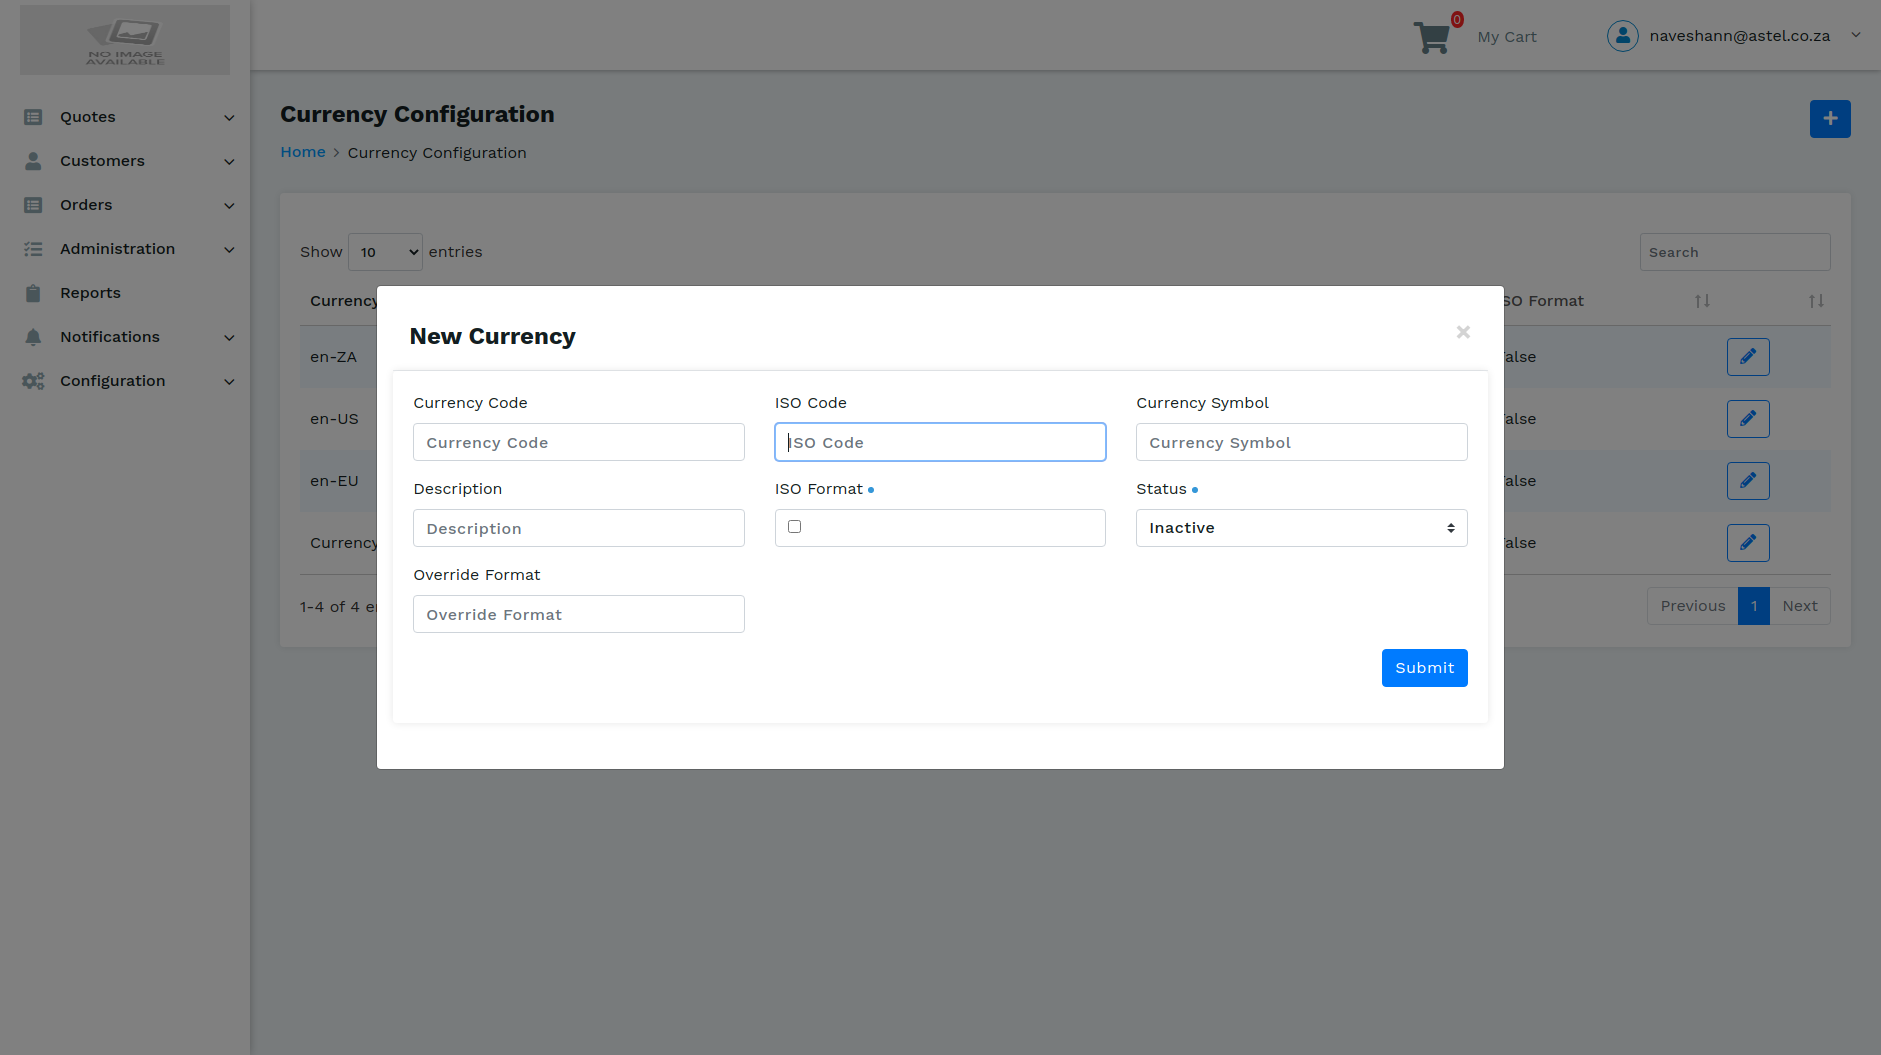 NO IMAGE
AVAILABLE
0
My Cart
naveshann@astel.co.za
Quotes
Customers
Orders
Administration
Reports
Notifications
Configuration
Currency Configuration
Home > Currency Configuration
+
Show 10 entries
Search
Currency
SO Format
en-ZA
alse
en-US
alse
en-EU
alse
Currency
alse
1-4 of 4 e
Previous 1 Next
New Currency
×
Currency Code
ISO Code
Currency Symbol
Currency Code
ISO Code
Currency Symbol
Description
ISO Format
Status
Description
Inactive
Override Format
Override Format
Submit